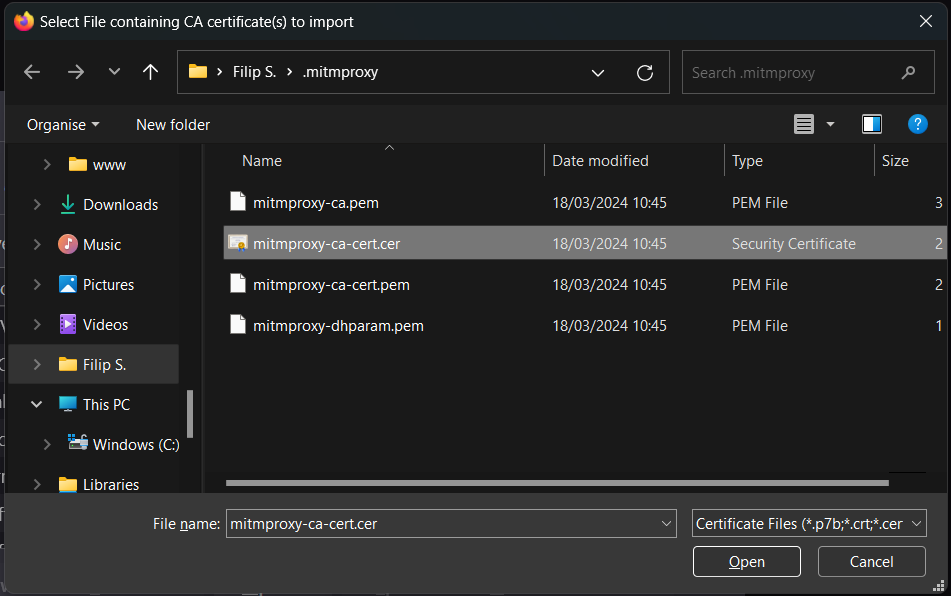 Select File containing CA certificate(s) to import
Filip S. .mitmproxy
Search .mitmproxy
Organise New folder
Name Date modified Type Size
www
Downloads
Music
Pictures
Videos
Filip S.
This PC
Windows (C:)
Libraries
mitmproxy-ca.pem 18/03/2024 10:45 PEM File 3
mitmproxy-ca-cert.cer 18/03/2024 10:45 Security Certificate 2
mitmproxy-ca-cert.pem 18/03/2024 10:45 PEM File 2
mitmproxy-dhparam.pem 18/03/2024 10:45 PEM File 1
File name: mitmproxy-ca-cert.cer Certificate Files (*.p7b;*.crt;*.cer
Open Cancel